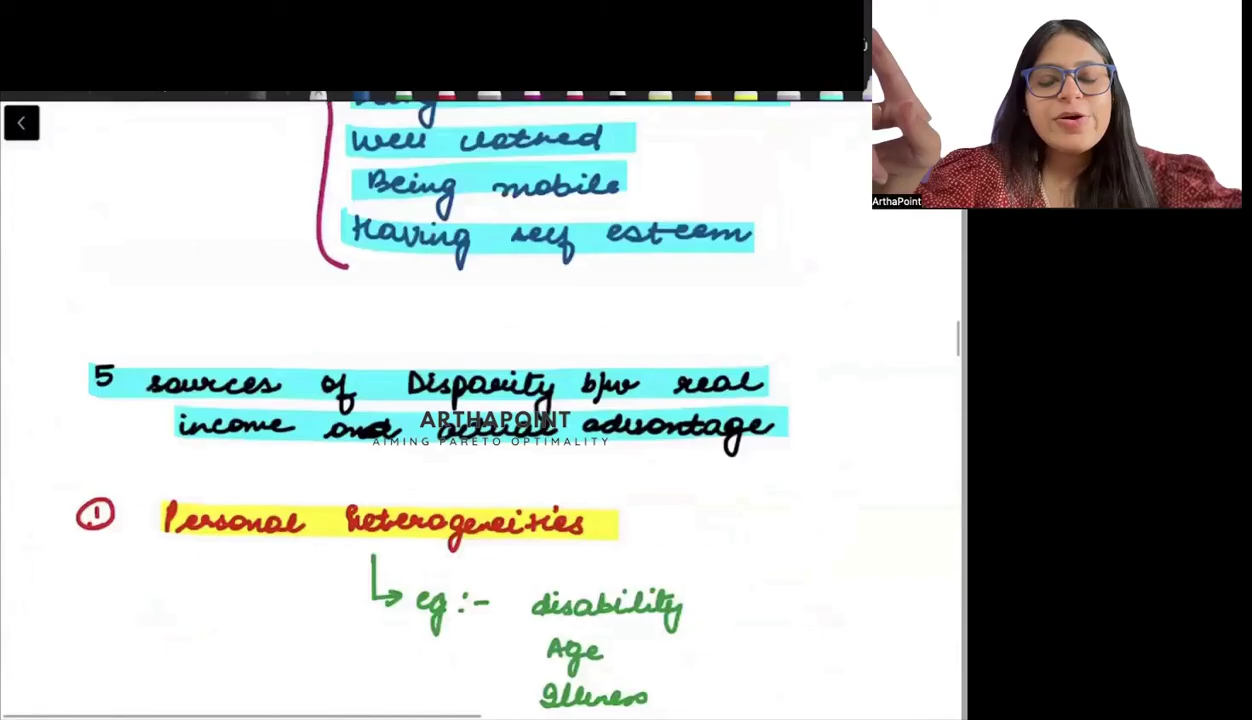 Well clothed
Being mobile
Having self esteem
5 sources of Disparity b/w real
income and actual advantage
ARTHAPOINT
AIMING PARETO OPTIMALITY
1 Personal heterogeneities
eg :- disability
Age
Illness
ArthaPoint